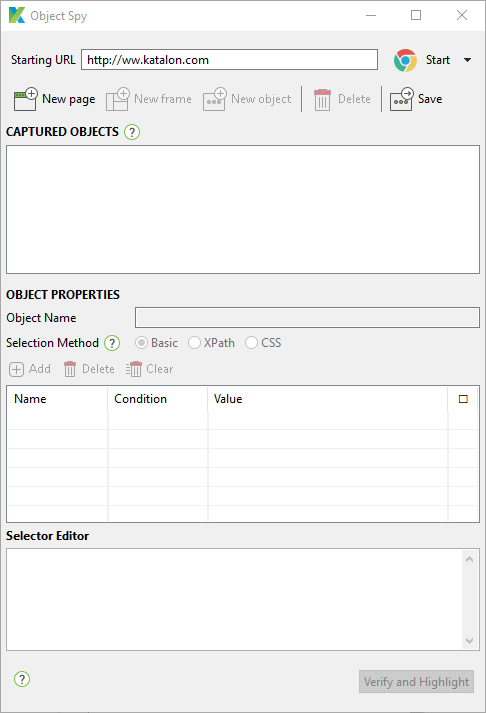 Object Spy
Starting URL http://ww.katalon.com Start
New page New frame New object Delete Save
CAPTURED OBJECTS ?
OBJECT PROPERTIES
Object Name
Selection Method ? Basic XPath CSS
Add Delete Clear
Name Condition Value
Selector Editor
? Verify and Highlight